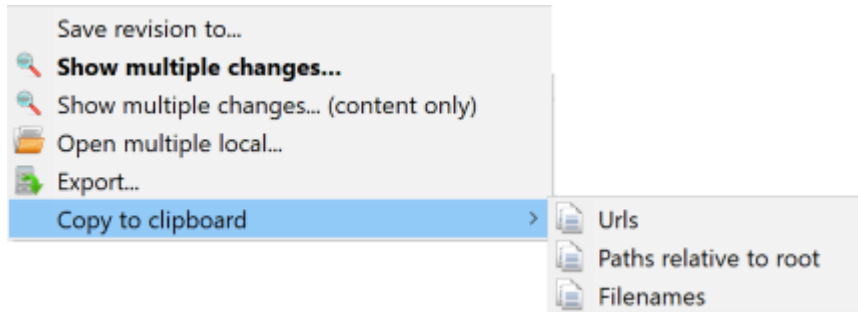 Save revision to...
Show multiple changes...
Show multiple changes... (content only)
Open multiple local...
Export...
Copy to clipboard
Urls
Paths relative to root
Filenames